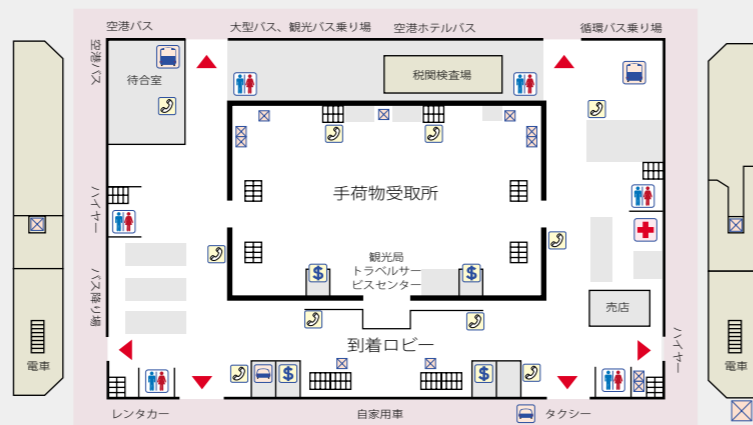 空港バス
大型バス、観光バス乗り場
空港ホテルバス
循環バス乗り場
空港バス
待合室
税関検査場
手荷物受取所
ハイヤー
観光局
トラベルサー
ビスセンター
バス降り場
売店
到着ロビー
ハイヤー
電車
電車
レンタカー
自家用車
タクシー